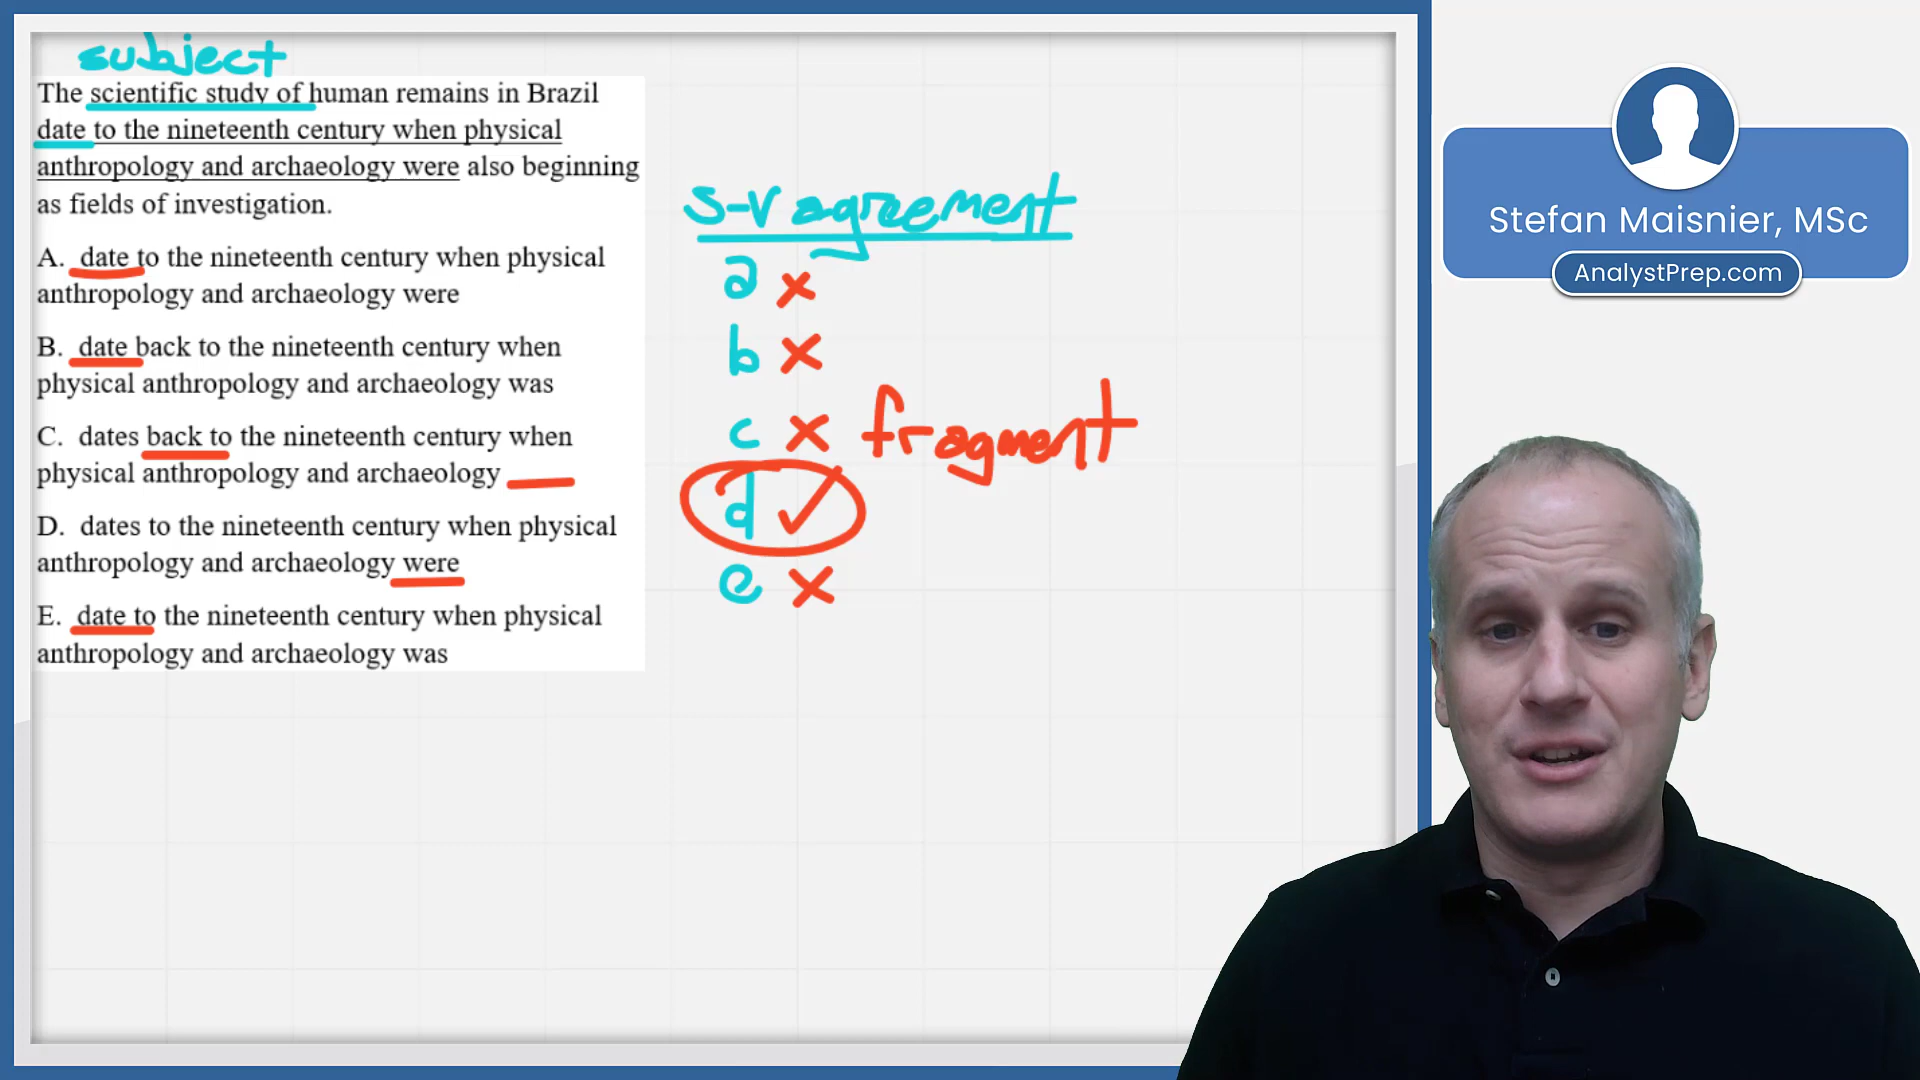 subject
The scientific study of human remains in Brazil
date to the nineteenth century when physical
anthropology and archaeology were also beginning
as fields of investigation.
A. date to the nineteenth century when physical
anthropology and archaeology were
B. date back to the nineteenth century when
physical anthropology and archaeology was
C. dates back to the nineteenth century when
physical anthropology and archaeology
D. dates to the nineteenth century when physical
anthropology and archaeology were
E. date to the nineteenth century when physical
anthropology and archaeology was
s-v agreement
a x
b x
c x fragment
d ✓
e x
Stefan Maisnier, MSc
AnalystPrep.com